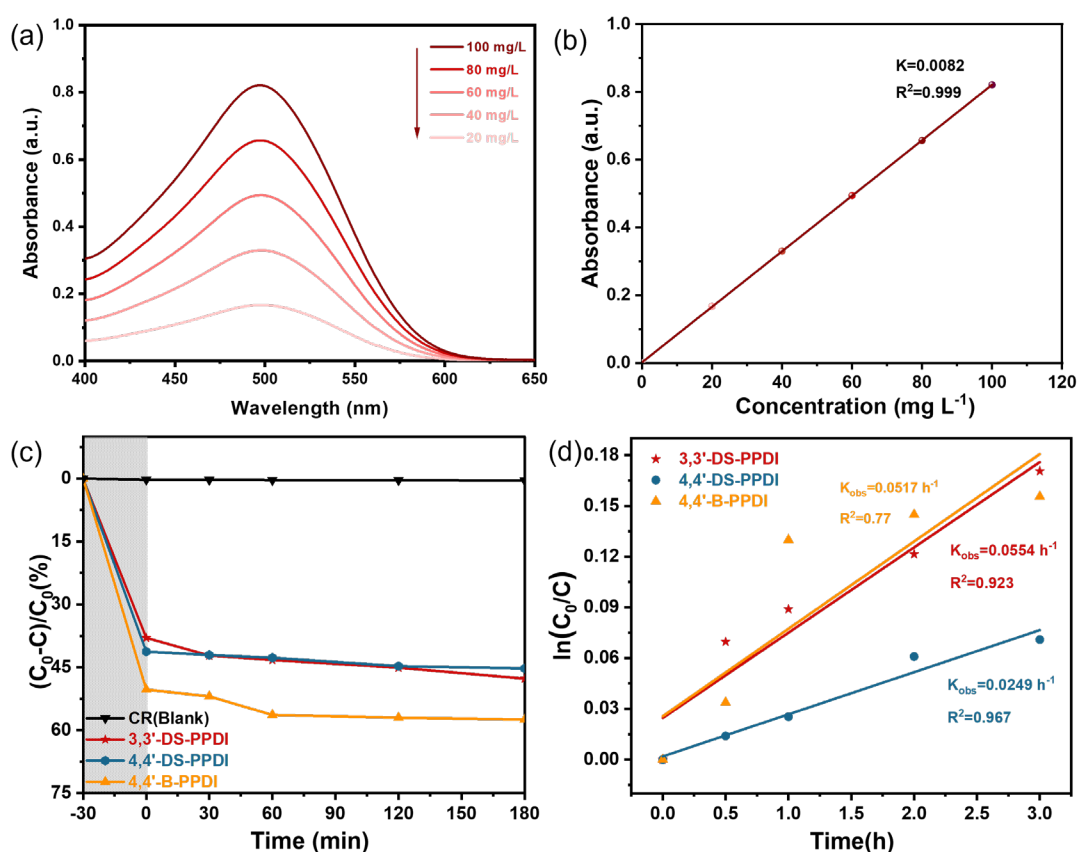 (a)
1.0
0.8
0.6
0.4
0.2
0.0
Absorbance (a.u.)
100 mg/L
80 mg/L
60 mg/L
40 mg/L
20 mg/L
400 450 500 550 600 650
Wavelength (nm)
(b)
1.0
0.8
0.6
0.4
0.2
0.0
Absorbance (a.u.)
K=0.0082
R²=0.999
0 20 40 60 80 100 120
Concentration (mg L⁻¹)
(c)
0
15
30
45
60
75
(C₀-C)/C₀(%)
CR(Blank)
3,3'-DS-PPDI
4,4'-DS-PPDI
4,4'-B-PPDI
-30 0 30 60 90 120 150 180
Time (min)
(d)
0.18
0.15
0.12
0.09
0.06
0.03
0.00
ln(C₀/C)
3,3'-DS-PPDI
4,4'-DS-PPDI
4,4'-B-PPDI
K_obs=0.0517 h⁻¹
R²=0.77
K_obs=0.0554 h⁻¹
R²=0.923
K_obs=0.0249 h⁻¹
R²=0.967
0.0 0.5 1.0 1.5 2.0 2.5 3.0
Time(h)